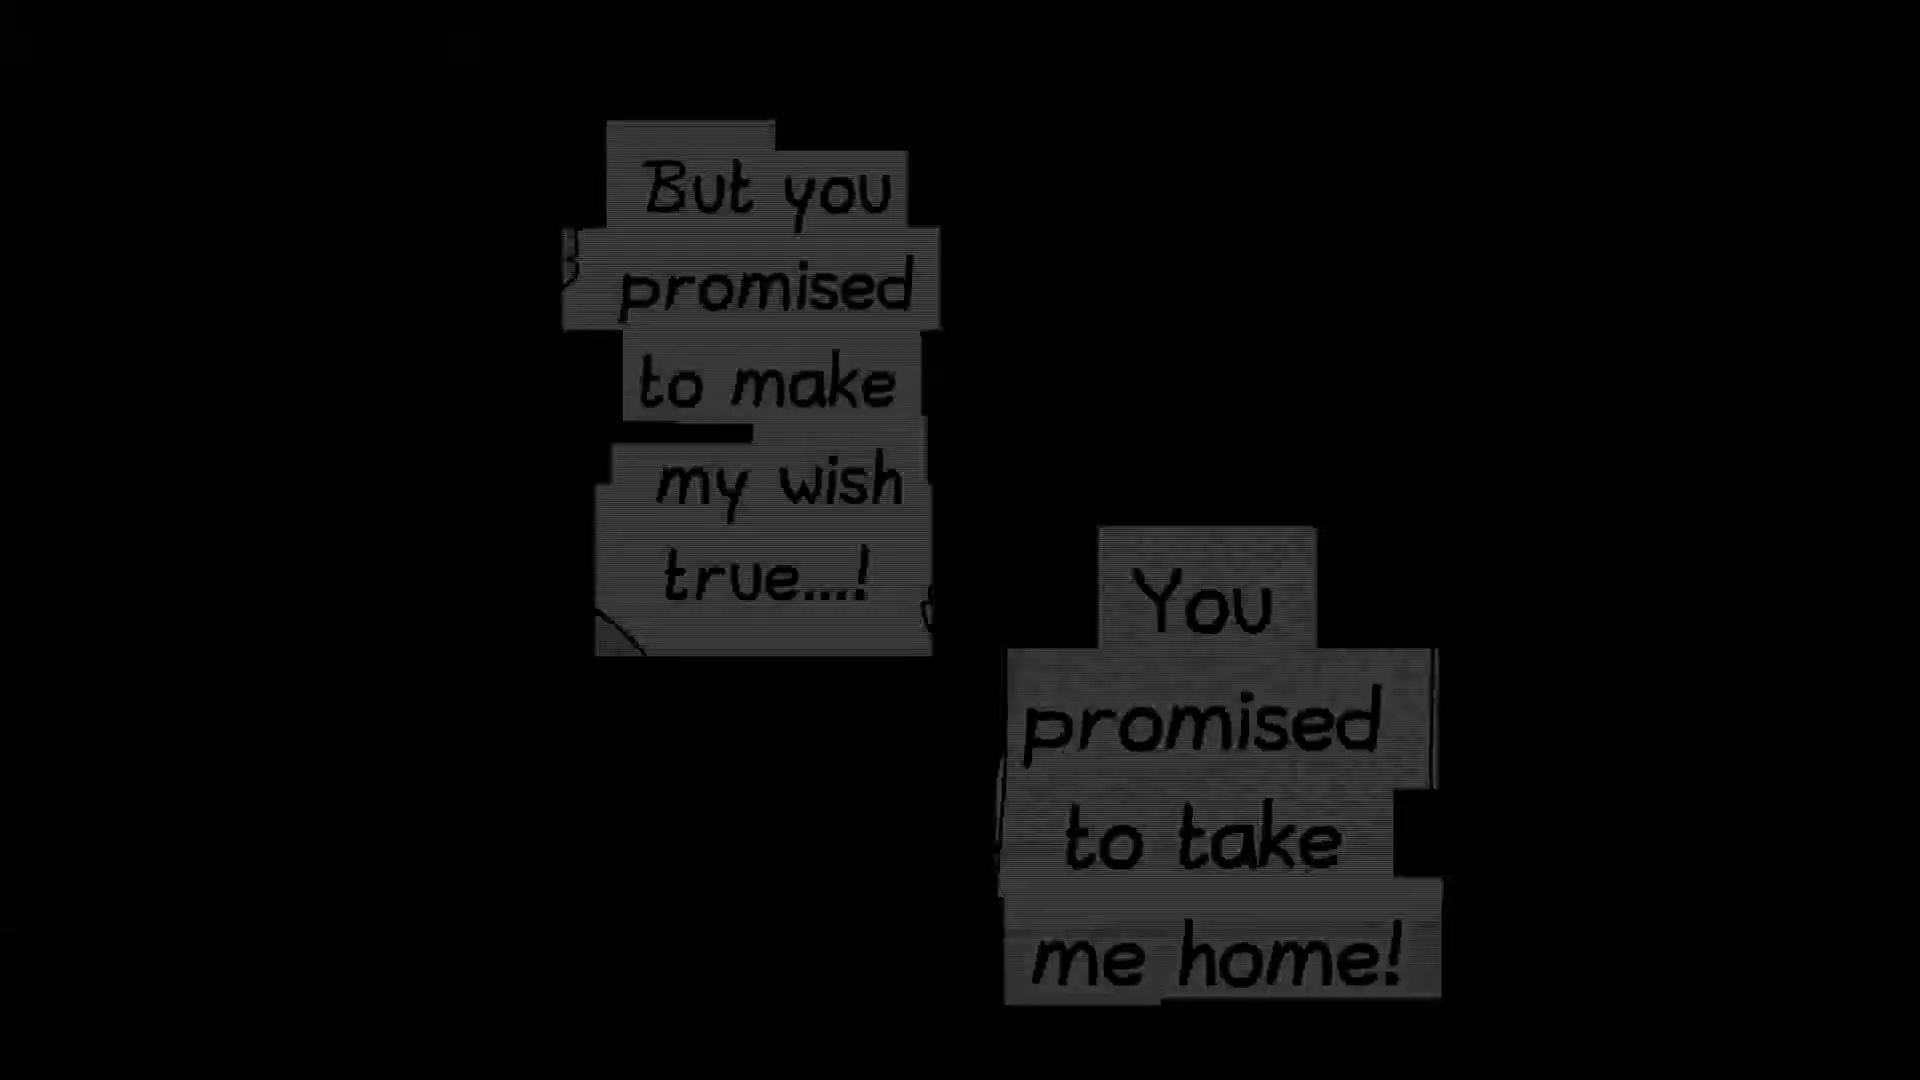 But you
promised
to make
my wish
true...!
You
promised
to take
me home!